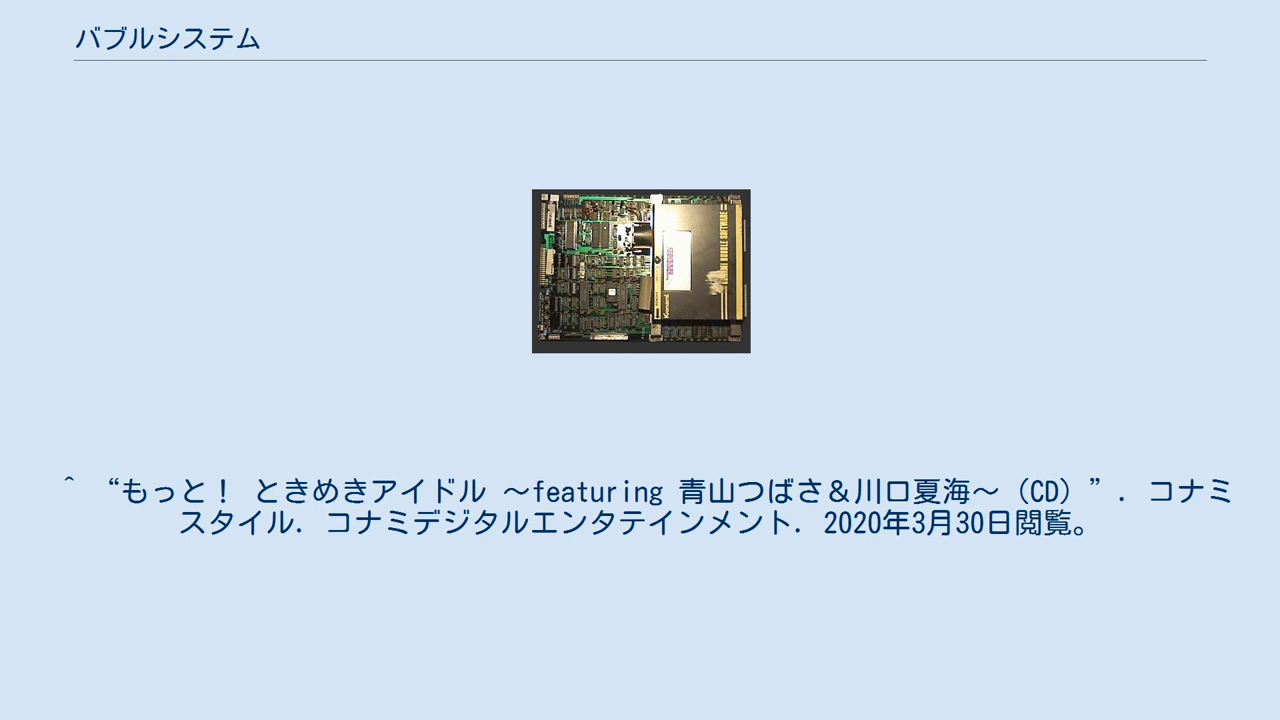 バブルシステム
BUBBLE SOFTWARE
Konami
^ “もっと！ ときめきアイドル ～featuring 青山つばさ＆川口夏海～（CD）”. コナミ
スタイル. コナミデジタルエンタテインメント. 2020年3月30日閲覧。